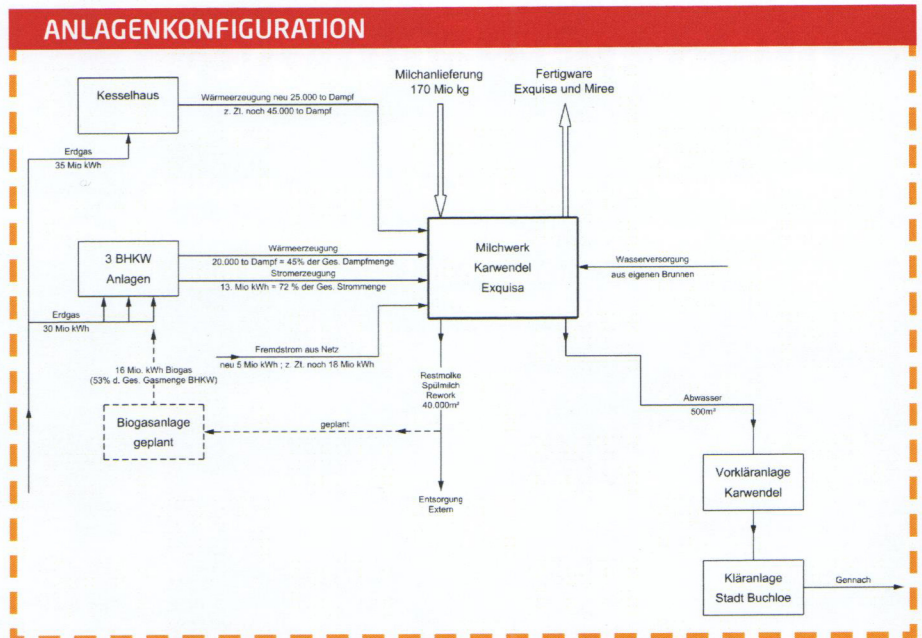 ANLAGENKONFIGURATION
Milchanlieferung
170 Mio kg
Fertigware
Exquisa und Miree
Kesselhaus
Wärmeerzeugung neu 25.000 to Dampf
z. Zt. noch 45.000 to Dampf
Erdgas
35 Mio kWh
3 BHKW
Anlagen
Wärmeerzeugung
20.000 to Dampf = 45% der Ges. Dampfmenge
Stromerzeugung
13. Mio kWh = 72 % der Ges. Strommenge
Milchwerk
Karwendel
Exquisa
Wasserversorgung
aus eigenen Brunnen
Erdgas
30 Mio kWh
Fremdstrom aus Netz
neu 5 Mio kWh ; z. Zt. noch 18 Mio kWh
16 Mio. kWh Biogas
(53% d. Ges. Gasmenge BHKW)
Restmolke
Spülmilch
Rework
40.000m²
Biogasanlage
geplant
geplant
Abwasser
500m²
Entsorgung
Extern
Vorkläranlage
Karwendel
Kläranlage
Stadt Buchloe
Gennach